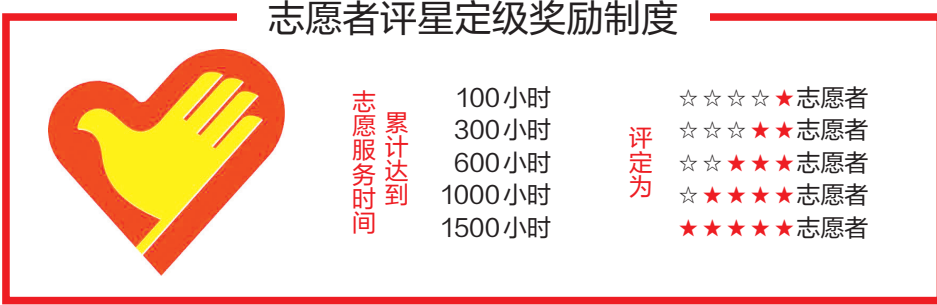 志愿者评星定级奖励制度
志愿服务时间
累计达到
100小时
300小时
600小时
1000小时
1500小时
评定为
☆☆☆☆★志愿者
☆☆☆★★志愿者
☆☆★★★志愿者
☆★★★★志愿者
★★★★★志愿者